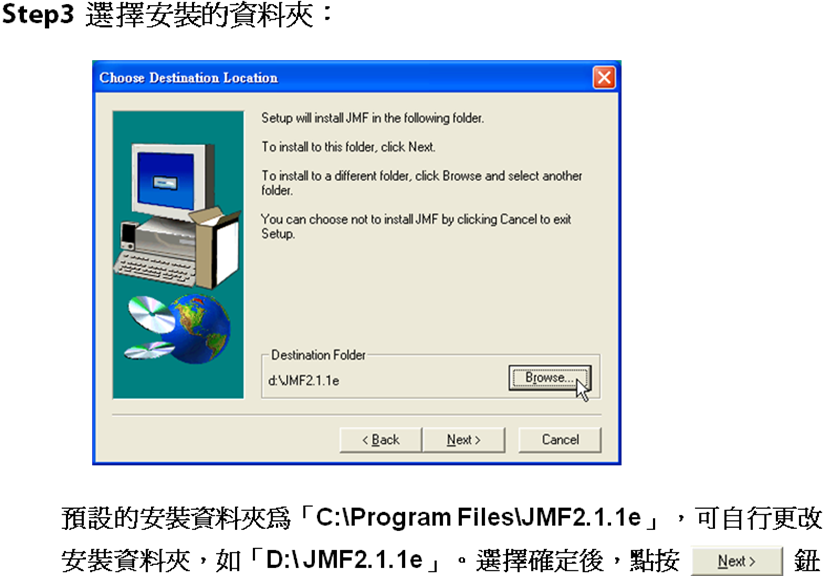 Step3 選擇安裝的資料夾：
Choose Destination Location
Setup will install JMF in the following folder.
To install to this folder, click Next.
To install to a different folder, click Browse and select another
folder.
You can choose not to install JMF by clicking Cancel to exit
Setup.
Destination Folder
d:\JMF2.1.1e
Browse...
< Back
Next >
Cancel
預設的安裝資料夾為「C:\Program Files\JMF2.1.1e」，可自行更改
安裝資料夾，如「D:\JMF2.1.1e」。選擇確定後，點按 Next > 鈕